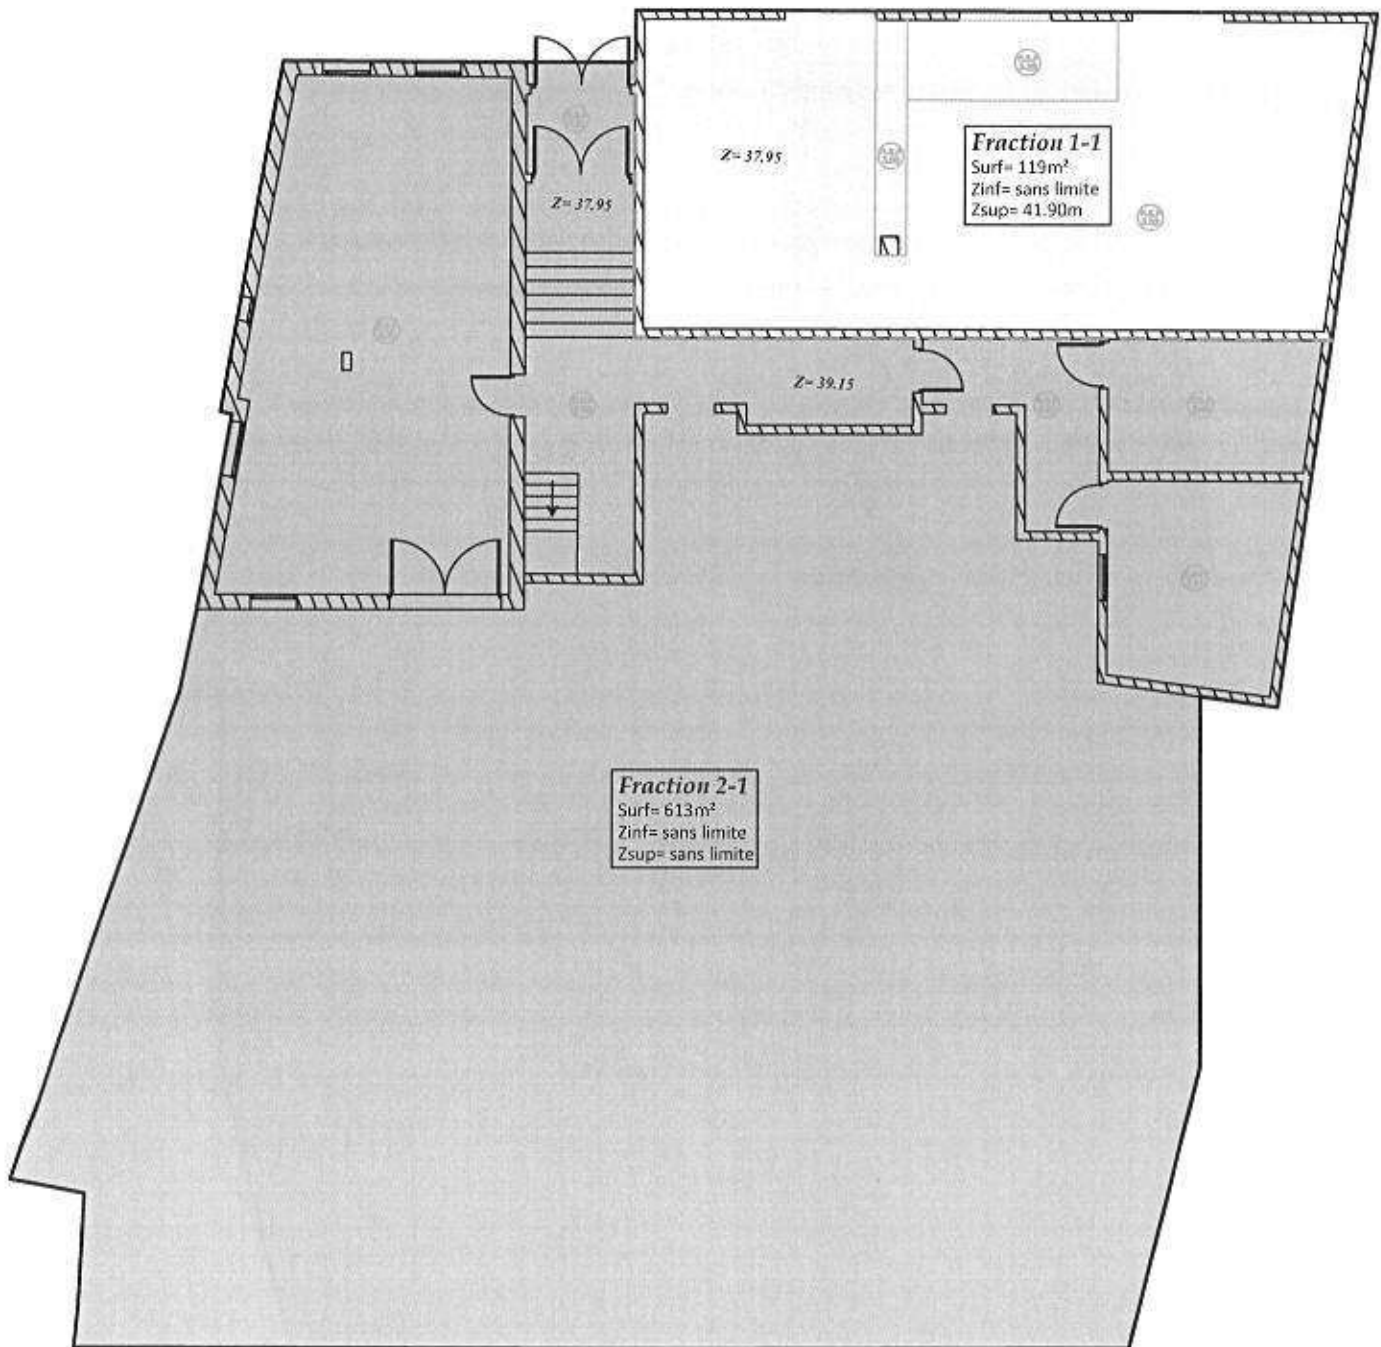 Fraction 1-1
Surf= 119m²
Zinf= sans limite
Zsup= 41.90m
Z= 37.95
Z= 37.95
Z= 39.15
Fraction 2-1
Surf= 613m²
Zinf= sans limite
Zsup= sans limite